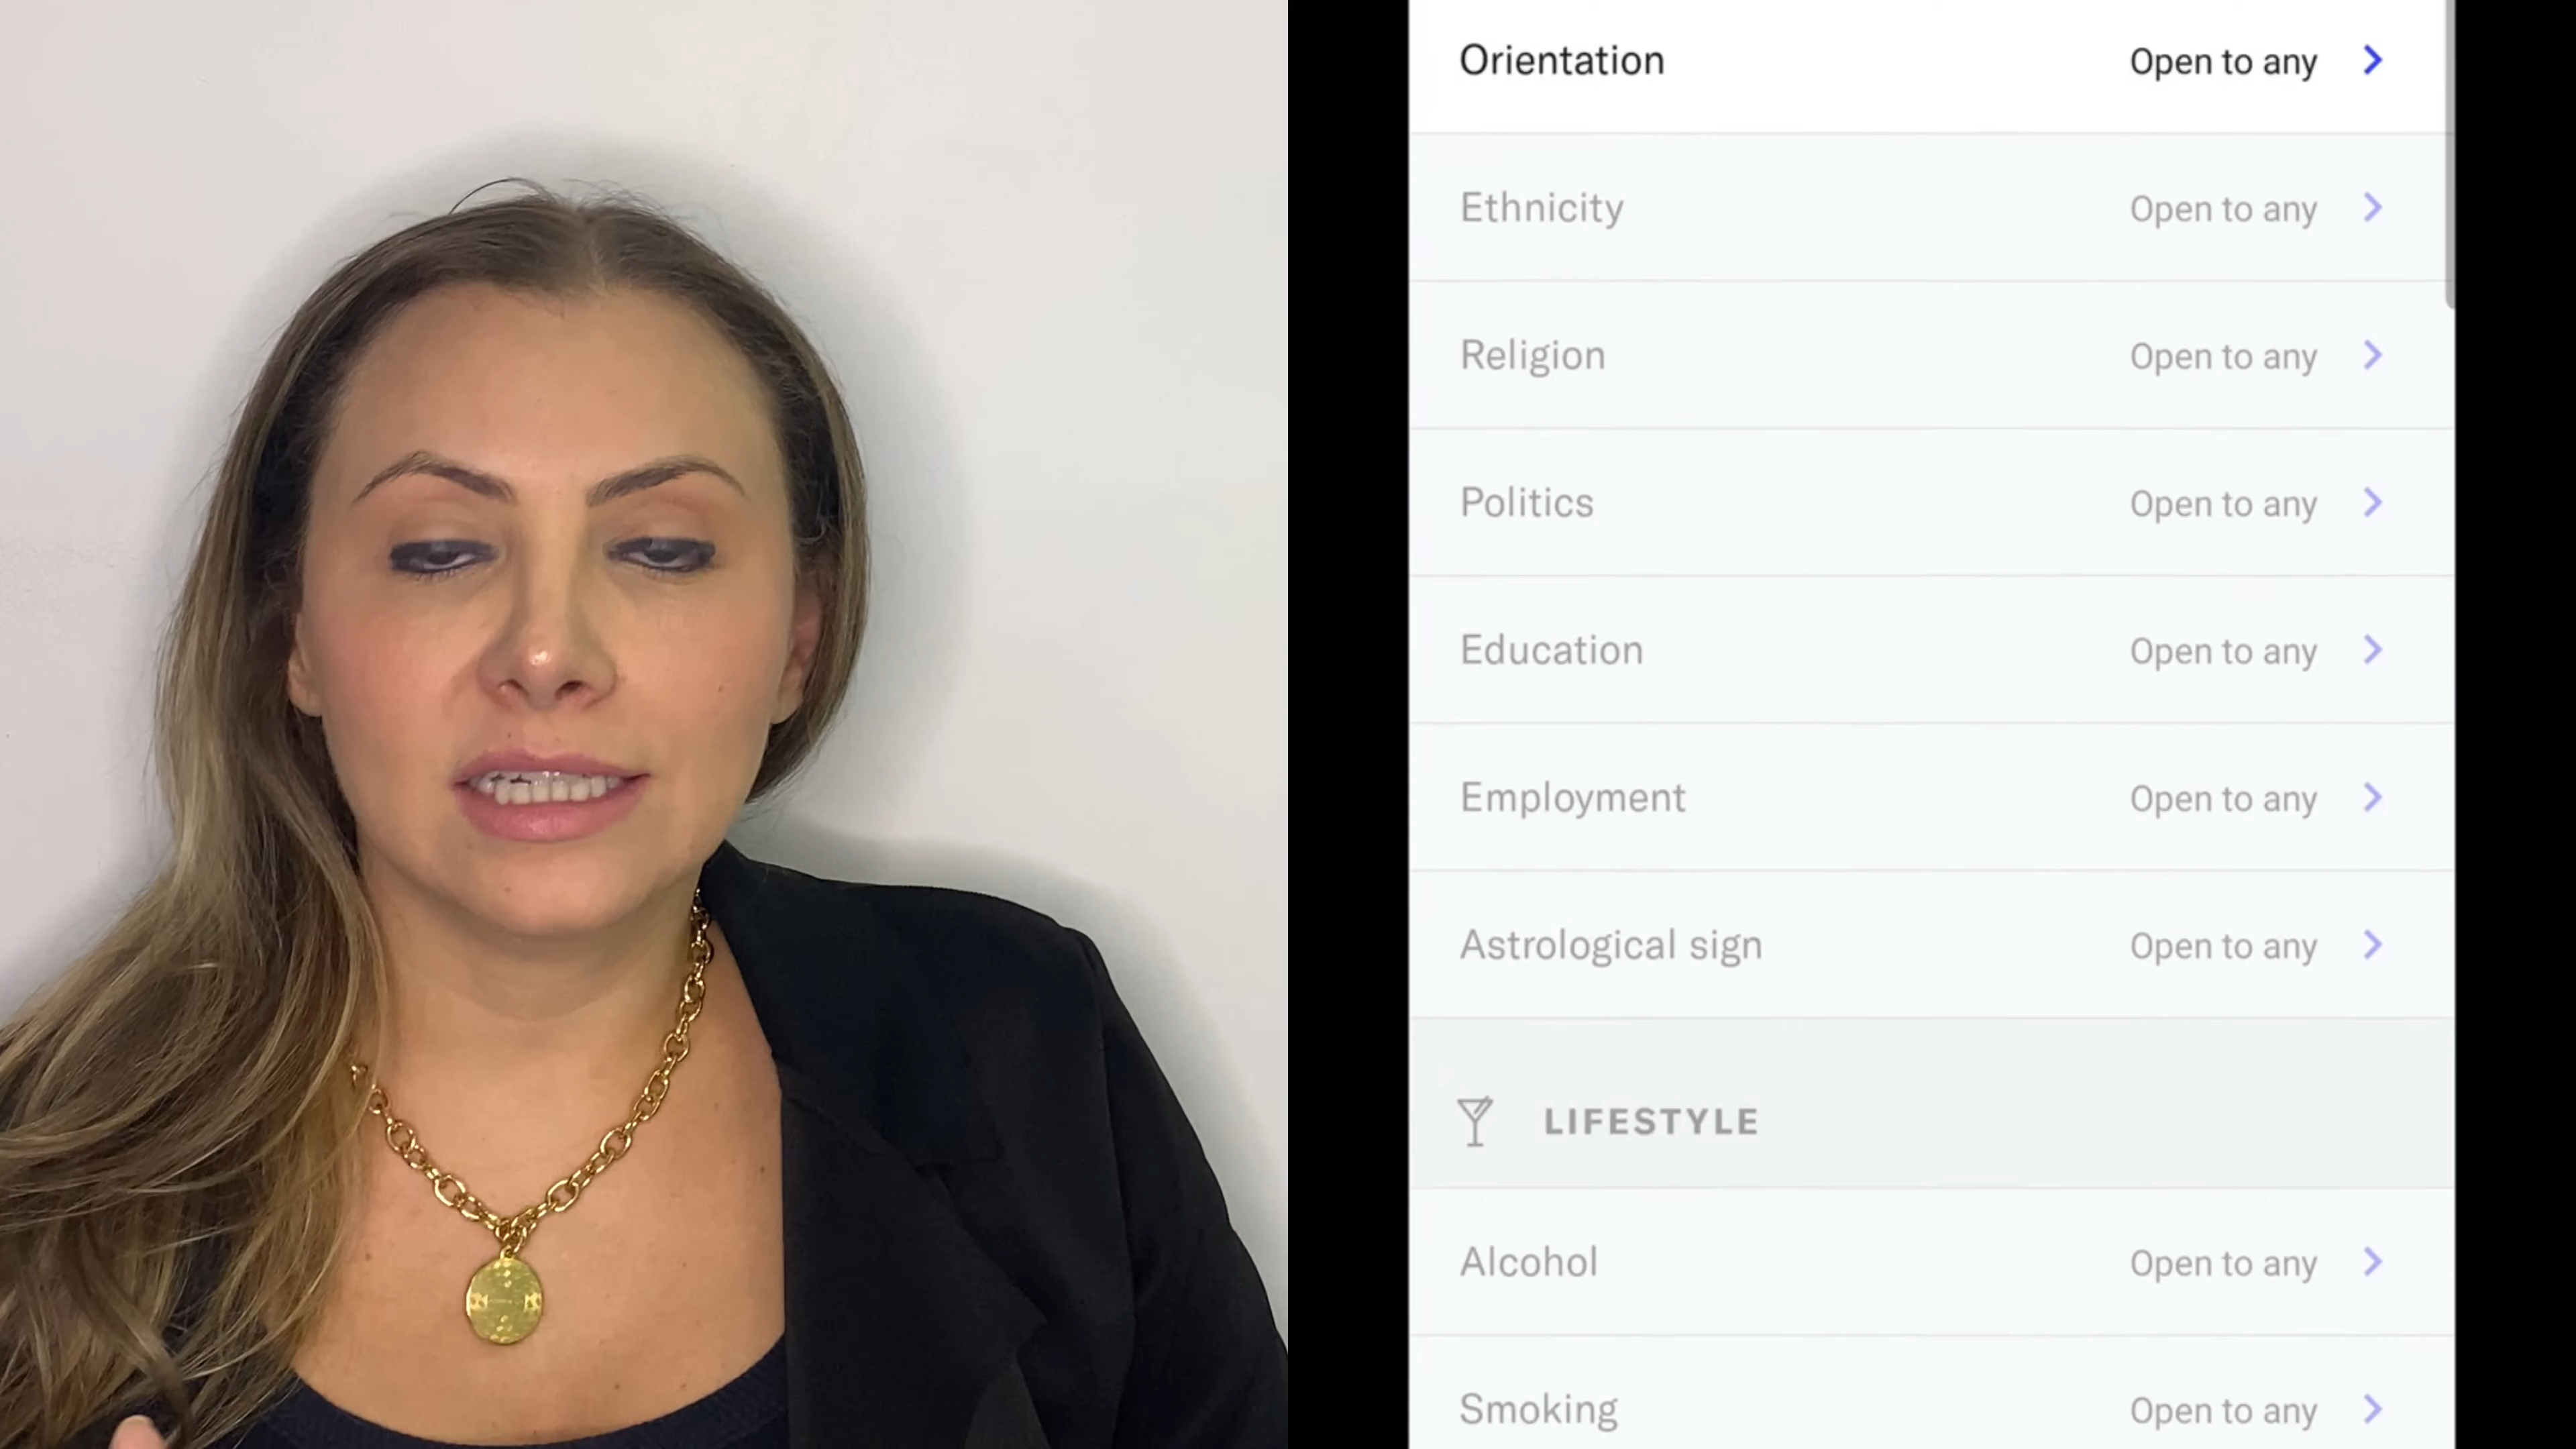 Orientation Open to any
Ethnicity Open to any
Religion Open to any
Politics Open to any
Education Open to any
Employment Open to any
Astrological sign Open to any
LIFESTYLE
Alcohol Open to any
Smoking Open to any